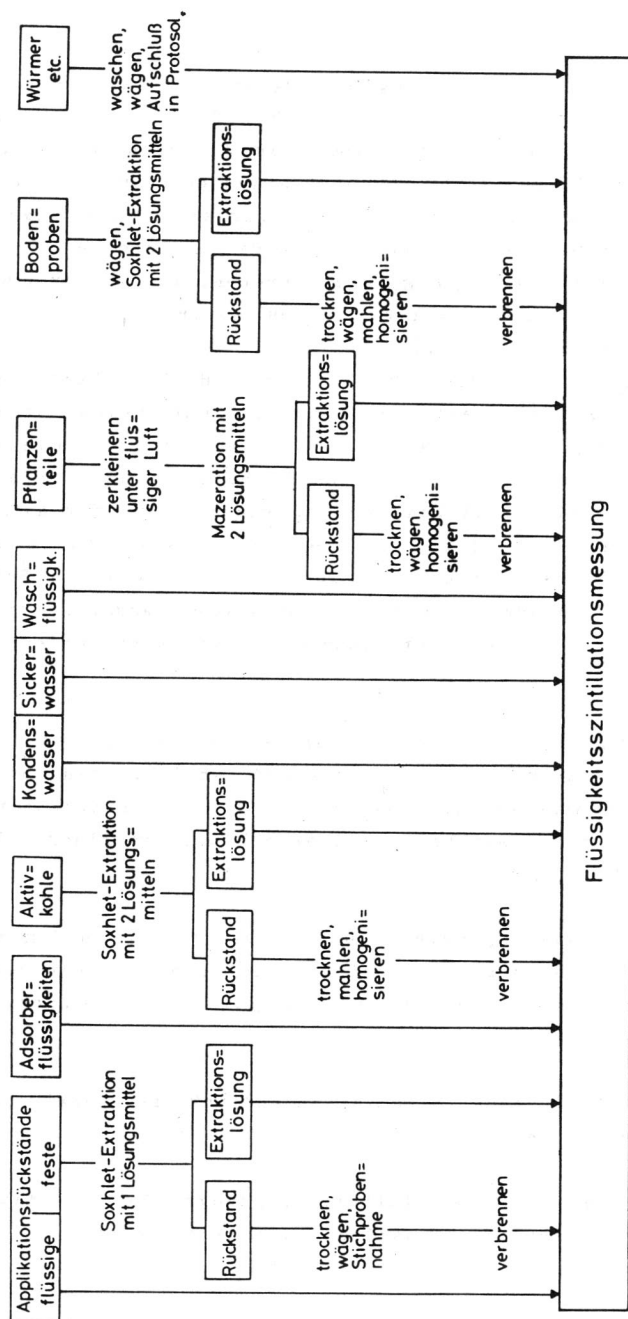 Applikationsrückstände
flüssige
feste
Soxhlet-Extraktion
mit 1 Lösungsmittel
Rückstand
Extraktions=
lösung
trocknen,
wägen,
Stichproben=
nahme
verbrennen
Adsorber=
flüssigkeiten
Aktiv=
kohle
Soxhlet-Extraktion
mit 2 Lösungs=
mitteln
Rückstand
Extraktions=
lösung
trocknen,
mahlen,
homogeni=
sieren
verbrennen
Kondens=
wasser
Sicker=
wasser
Wasch=
flüssigk.
Pflanzen=
teile
zerkleinern
unter flüs=
siger Luft
Mazeration mit
2 Lösungsmitteln
Rückstand
Extraktions=
lösung
trocknen,
wägen,
homogeni=
sieren
verbrennen
Boden=
proben
wägen,
Soxhlet-Extraktion
mit 2 Lösungsmitteln
Rückstand
Extraktions=
lösung
trocknen,
wägen,
mahlen,
homogeni=
sieren
verbrennen
Würmer
etc.
waschen,
wägen,
Aufschluß
in Protosol.
Flüssigkeitsszintillationsmessung